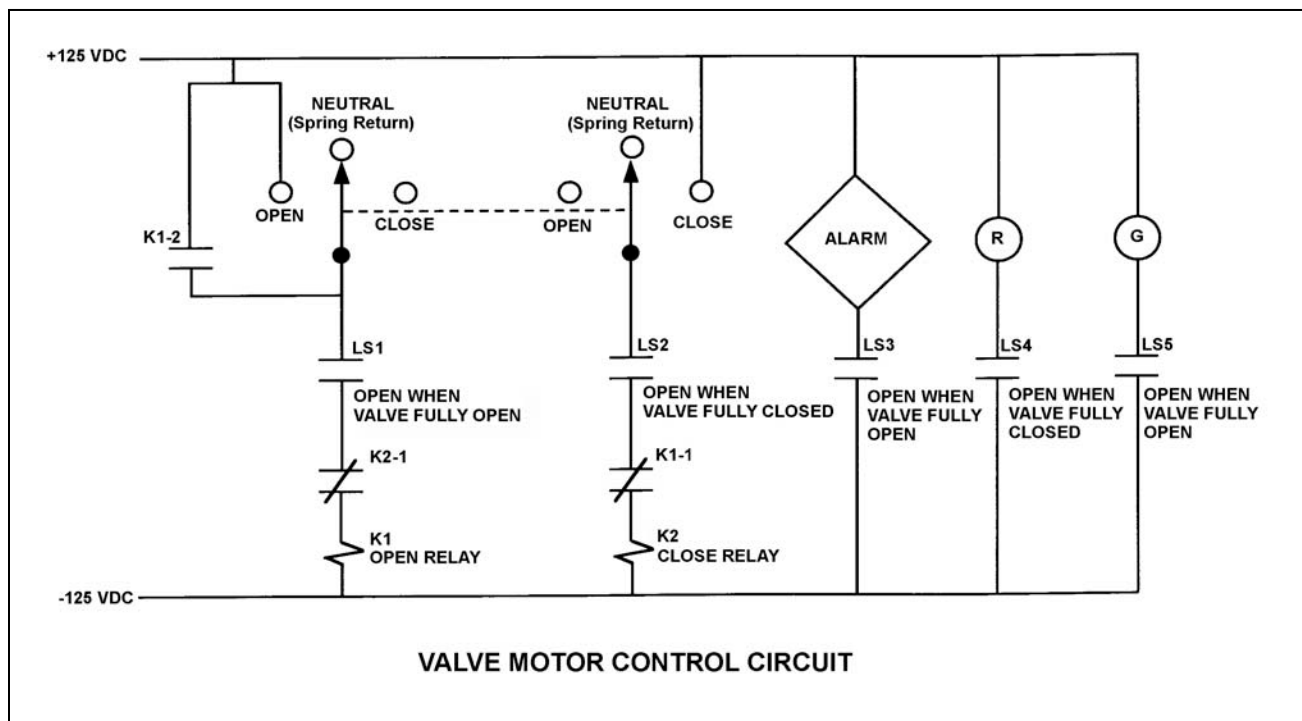 +125 VDC
NEUTRAL
(Spring Return)
NEUTRAL
(Spring Return)
OPEN
CLOSE
OPEN
CLOSE
K1-2
ALARM
R
G
LS1
OPEN WHEN
VALVE FULLY OPEN
LS2
OPEN WHEN
VALVE FULLY CLOSED
LS3
OPEN WHEN
VALVE FULLY
OPEN
LS4
OPEN WHEN
VALVE FULLY
CLOSED
LS5
OPEN WHEN
VALVE FULLY
OPEN
K2-1
K1-1
K1
OPEN RELAY
K2
CLOSE RELAY
-125 VDC
VALVE MOTOR CONTROL CIRCUIT